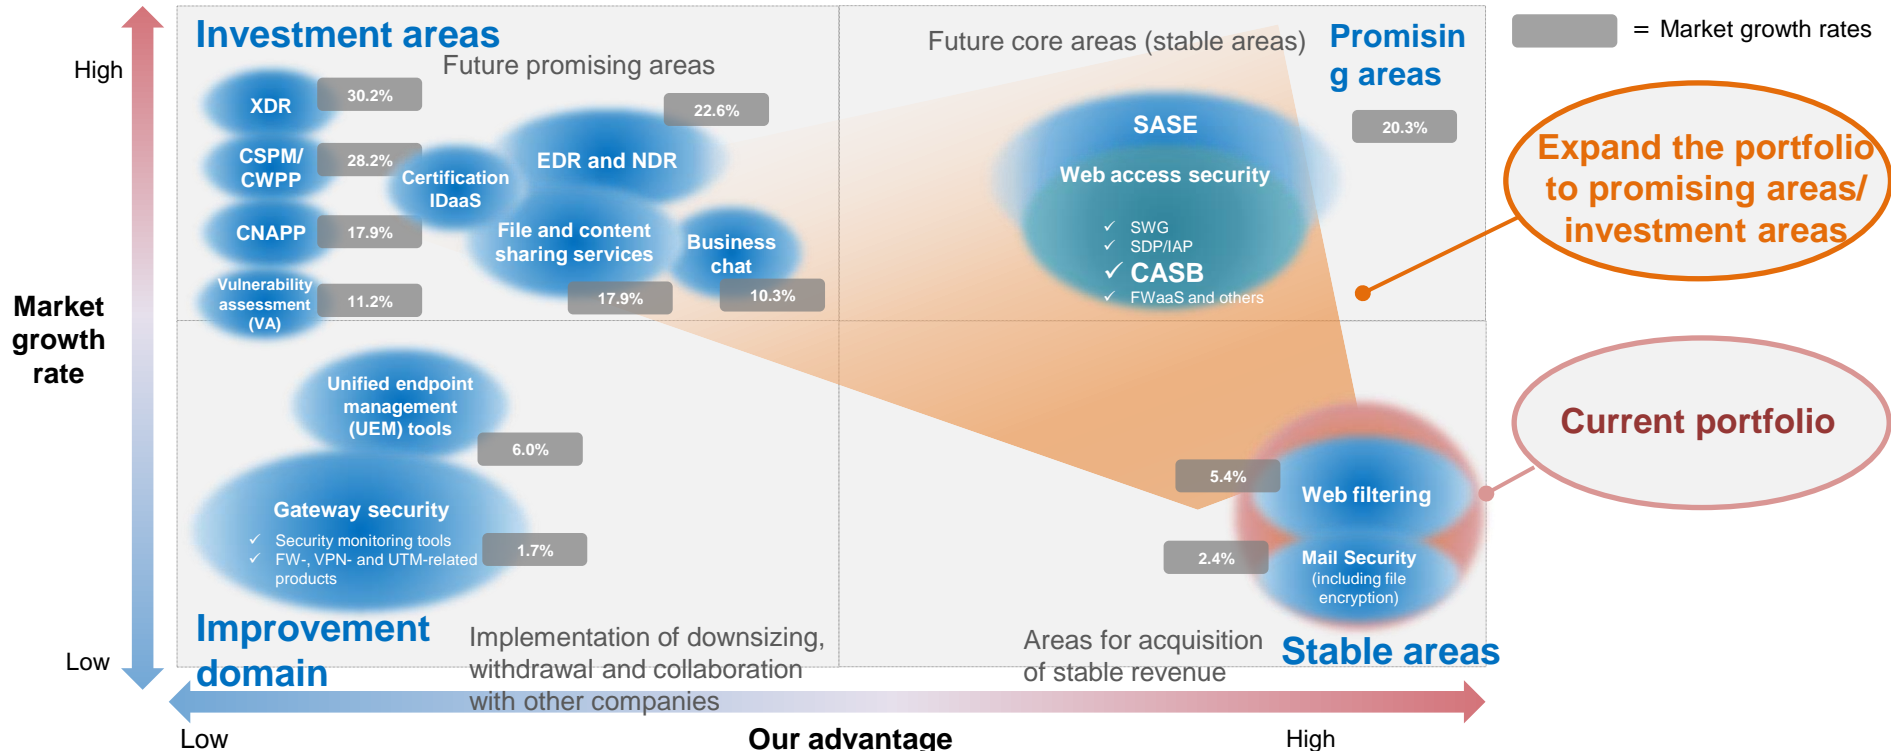 Investment areas
Future promising areas
Future core areas (stable areas)
Promisin
g areas
= Market growth rates
High
XDR
30.2%
22.6%
20.3%
CSPM/
CWPP
28.2%
Certification
IDaaS
EDR and NDR
SASE
Web access security
CNAPP
17.9%
File and content
sharing services
17.9%
Business
chat
10.3%
✓ SWG
✓ SDP/IAP
✓ CASB
✓ FWaaS and others
Vulnerability
assessment
(VA)
11.2%
Expand the portfolio
to promising areas/
investment areas
Market
growth
rate
Unified endpoint
management
(UEM) tools
6.0%
Current portfolio
5.4%
Web filtering
Gateway security
✓ Security monitoring tools
✓ FW-, VPN- and UTM-related
products
1.7%
2.4%
Mail Security
(including file
encryption)
Improvement
domain
Implementation of downsizing,
withdrawal and collaboration
with other companies
Areas for acquisition
of stable revenue
Stable areas
Low
Low
Our advantage
High